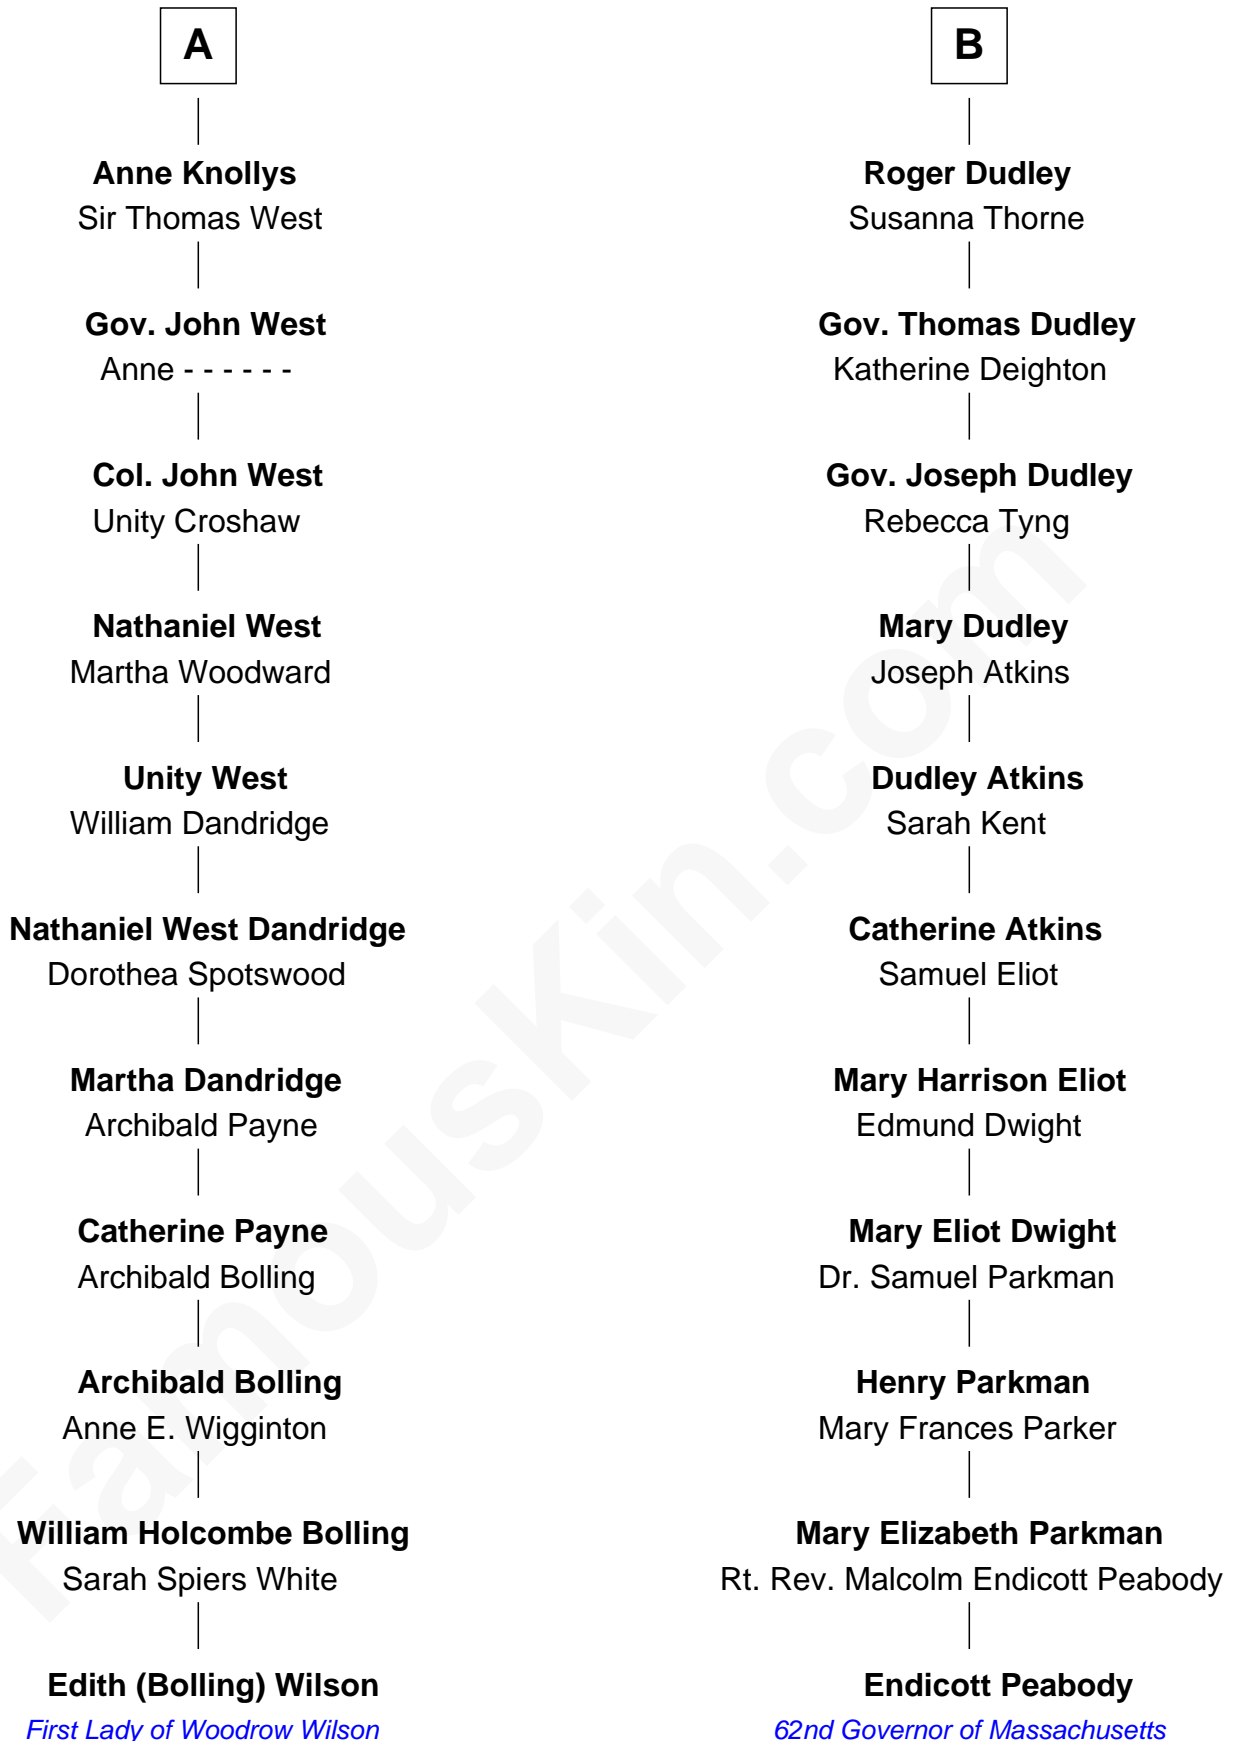 A
Anne Knollys
Sir Thomas West
Gov. John West
Anne - - - - - -
Col. John West
Unity Croshaw
Nathaniel West
Martha Woodward
Unity West
William Dandridge
Nathaniel West Dandridge
Dorothea Spotswood
Martha Dandridge
Archibald Payne
Catherine Payne
Archibald Bolling
Archibald Bolling
Anne E. Wigginton
William Holcombe Bolling
Sarah Spiers White
Edith (Bolling) Wilson
First Lady of Woodrow Wilson
B
Roger Dudley
Susanna Thorne
Gov. Thomas Dudley
Katherine Deighton
Gov. Joseph Dudley
Rebecca Tyng
Mary Dudley
Joseph Atkins
Dudley Atkins
Sarah Kent
Catherine Atkins
Samuel Eliot
Mary Harrison Eliot
Edmund Dwight
Mary Eliot Dwight
Dr. Samuel Parkman
Henry Parkman
Mary Frances Parker
Mary Elizabeth Parkman
Rt. Rev. Malcolm Endicott Peabody
Endicott Peabody
62nd Governor of Massachusetts
FamousKin.com